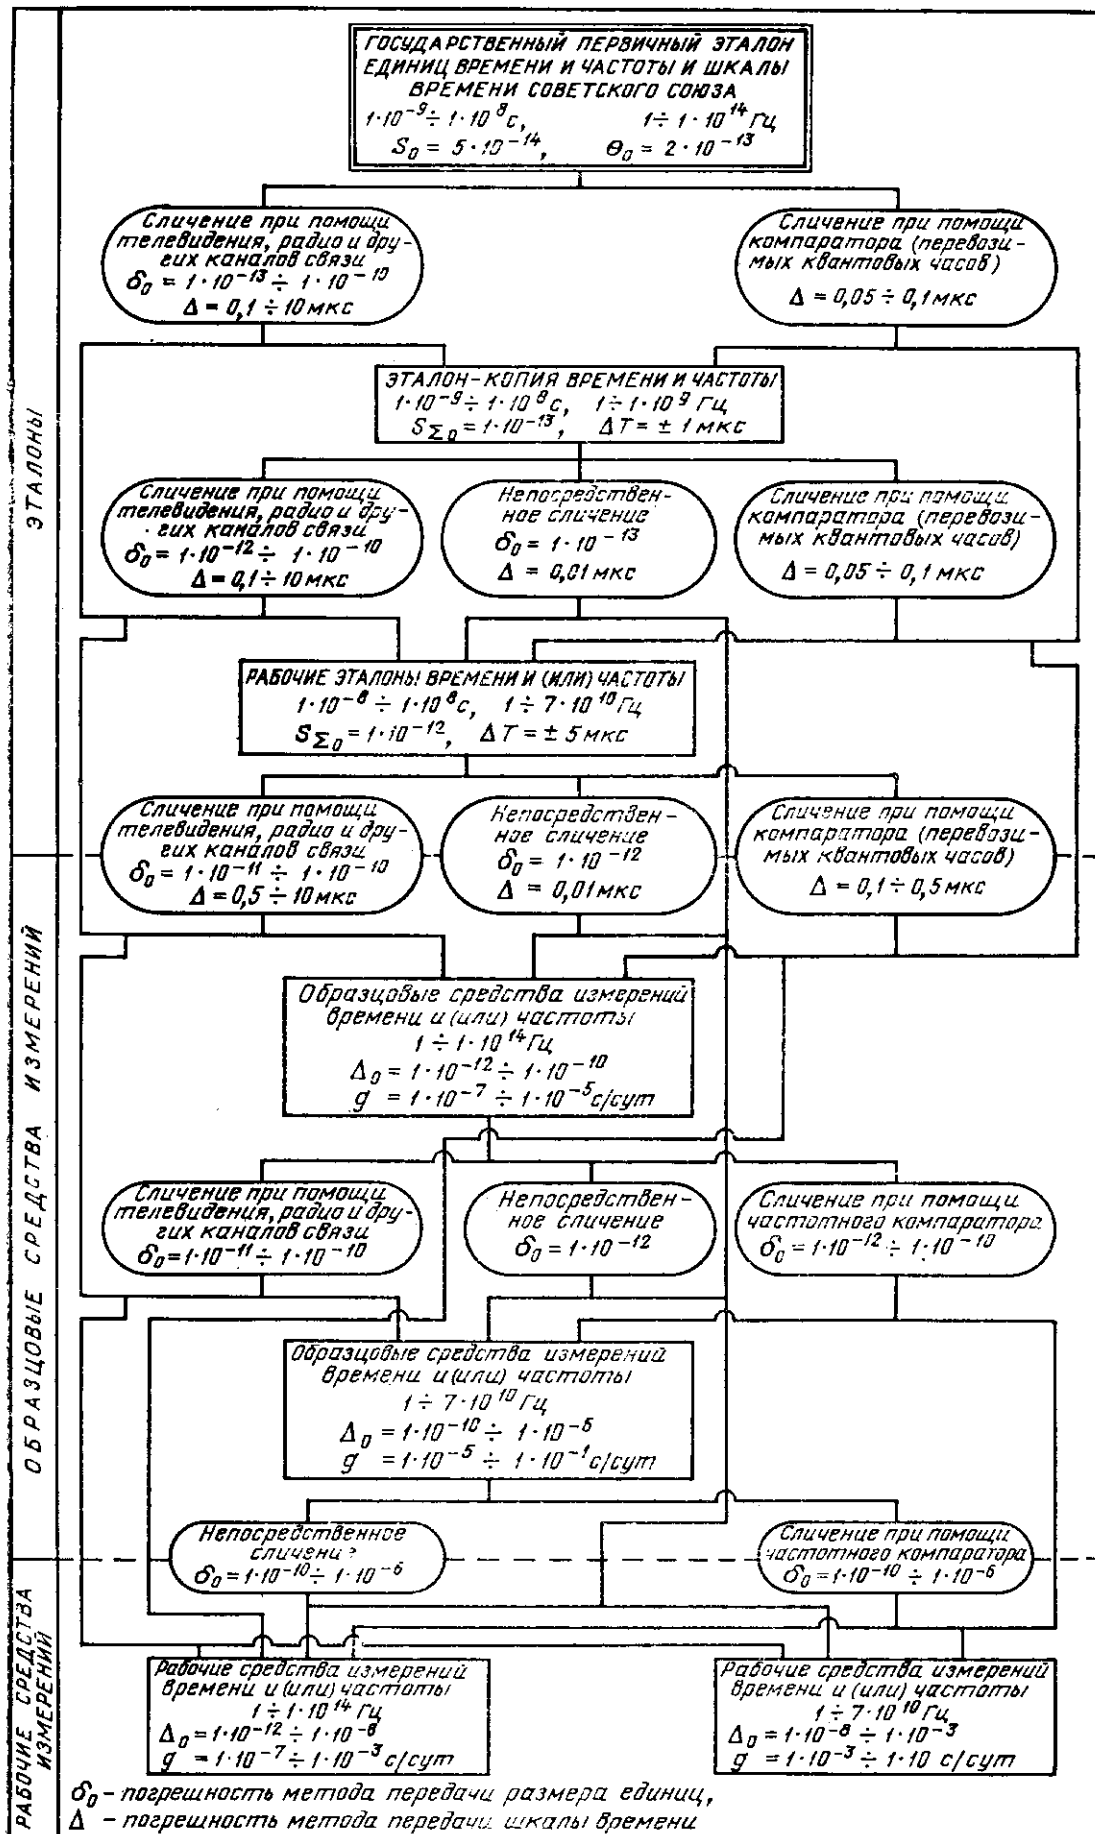 ГОСУДАРСТВЕННЫЙ ПЕРВИЧНЫЙ ЭТАЛОН
ЕДИНИЦ ВРЕМЕНИ И ЧАСТОТЫ И ШКАЛЫ
ВРЕМЕНИ СОВЕТСКОГО СОЮЗА
1·10⁻⁹ ÷ 1·10⁸ с, 1 ÷ 1·10¹⁴ Гц
S₀ = 5·10⁻¹⁴, Θ₀ = 2·10⁻¹³
Сличение при помощи
телевидения, радио и дру-
гих каналов связи
δ₀ = 1·10⁻¹³ ÷ 1·10⁻¹⁰
Δ = 0,1 ÷ 10 мкс
Сличение при помощи
компаратора (перевози-
мых квантовых часов)
Δ = 0,05 ÷ 0,1 мкс
ЭТАЛОН-КОПИЯ ВРЕМЕНИ И ЧАСТОТЫ
1·10⁻⁹ ÷ 1·10⁸ с, 1 ÷ 1·10⁹ Гц
S_Σ₀ = 1·10⁻¹³, ΔT = ± 1 мкс
ЭТАЛОНЫ
Сличение при помощи
телевидения, радио и дру-
гих каналов связи
δ₀ = 1·10⁻¹² ÷ 1·10⁻¹⁰
Δ = 0,1 ÷ 10 мкс
Непосредствен-
ное сличение
δ₀ = 1·10⁻¹³
Δ = 0,01 мкс
Сличение при помощи
компаратора (перевози-
мых квантовых часов)
Δ = 0,05 ÷ 0,1 мкс
РАБОЧИЕ ЭТАЛОНЫ ВРЕМЕНИ И (ИЛИ) ЧАСТОТЫ
1·10⁻⁸ ÷ 1·10⁸ с, 1 ÷ 7·10¹⁰ Гц
S_Σ₀ = 1·10⁻¹², ΔT = ± 5 мкс
Сличение при помощи
телевидения, радио и дру-
гих каналов связи
δ₀ = 1·10⁻¹¹ ÷ 1·10⁻¹⁰
Δ = 0,5 ÷ 10 мкс
Непосредствен-
ное сличение
δ₀ = 1·10⁻¹²
Δ = 0,01 мкс
Сличение при помощи
компаратора (перевози-
мых квантовых часов)
Δ = 0,1 ÷ 0,5 мкс
ОБРАЗЦОВЫЕ СРЕДСТВА ИЗМЕРЕНИЙ
Образцовые средства измерений
времени и (или) частоты
1 ÷ 1·10¹⁴ Гц
Δ₀ = 1·10⁻¹² ÷ 1·10⁻¹⁰
g = 1·10⁻⁷ ÷ 1·10⁻⁵ с/сут
Сличение при помощи
телевидения, радио и дру-
гих каналов связи
δ₀ = 1·10⁻¹¹ ÷ 1·10⁻¹⁰
Непосредствен-
ное сличение
δ₀ = 1·10⁻¹²
Сличение при помощи
частотного компаратора
δ₀ = 1·10⁻¹² ÷ 1·10⁻¹⁰
Образцовые средства измерений
времени и (или) частоты
1 ÷ 7·10¹⁰ Гц
Δ₀ = 1·10⁻¹⁰ ÷ 1·10⁻⁶
g = 1·10⁻⁵ ÷ 1·10⁻¹ с/сут
Непосредственное
δ₀ = 1·10⁻¹⁰ ÷ 1·10⁻⁶
Сличение при помощи
частотного компаратора
δ₀ = 1·10⁻¹⁰ ÷ 1·10⁻⁶
РАБОЧИЕ СРЕДСТВА
ИЗМЕРЕНИЙ
Рабочие средства измерений
времени и (или) частоты
1 ÷ 1·10¹⁴ Гц
Δ₀ = 1·10⁻¹² ÷ 1·10⁻⁸
g = 1·10⁻⁷ ÷ 1·10⁻³ с/сут
Рабочие средства измерений
времени и (или) частоты
1 ÷ 7·10¹⁰ Гц
Δ₀ = 1·10⁻⁸ ÷ 1·10⁻³
g = 1·10⁻³ ÷ 1·10 с/сут
δ₀ - погрешность метода передачи размера единиц,
Δ - погрешность метода передачи шкалы времени